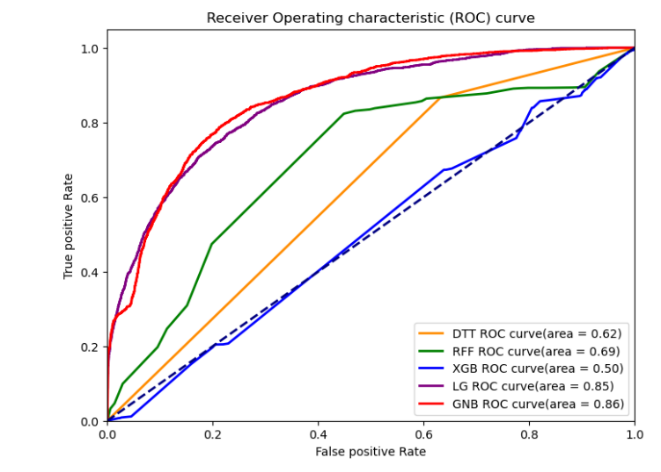 Receiver Operating characteristic (ROC) curve
1.0
0.8
0.6
0.4
0.2
0.0
True positive Rate
0.0 0.2 0.4 0.6 0.8 1.0
False positive Rate
DTT ROC curve(area = 0.62)
RFF ROC curve(area = 0.69)
XGB ROC curve(area = 0.50)
LG ROC curve(area = 0.85)
GNB ROC curve(area = 0.86)